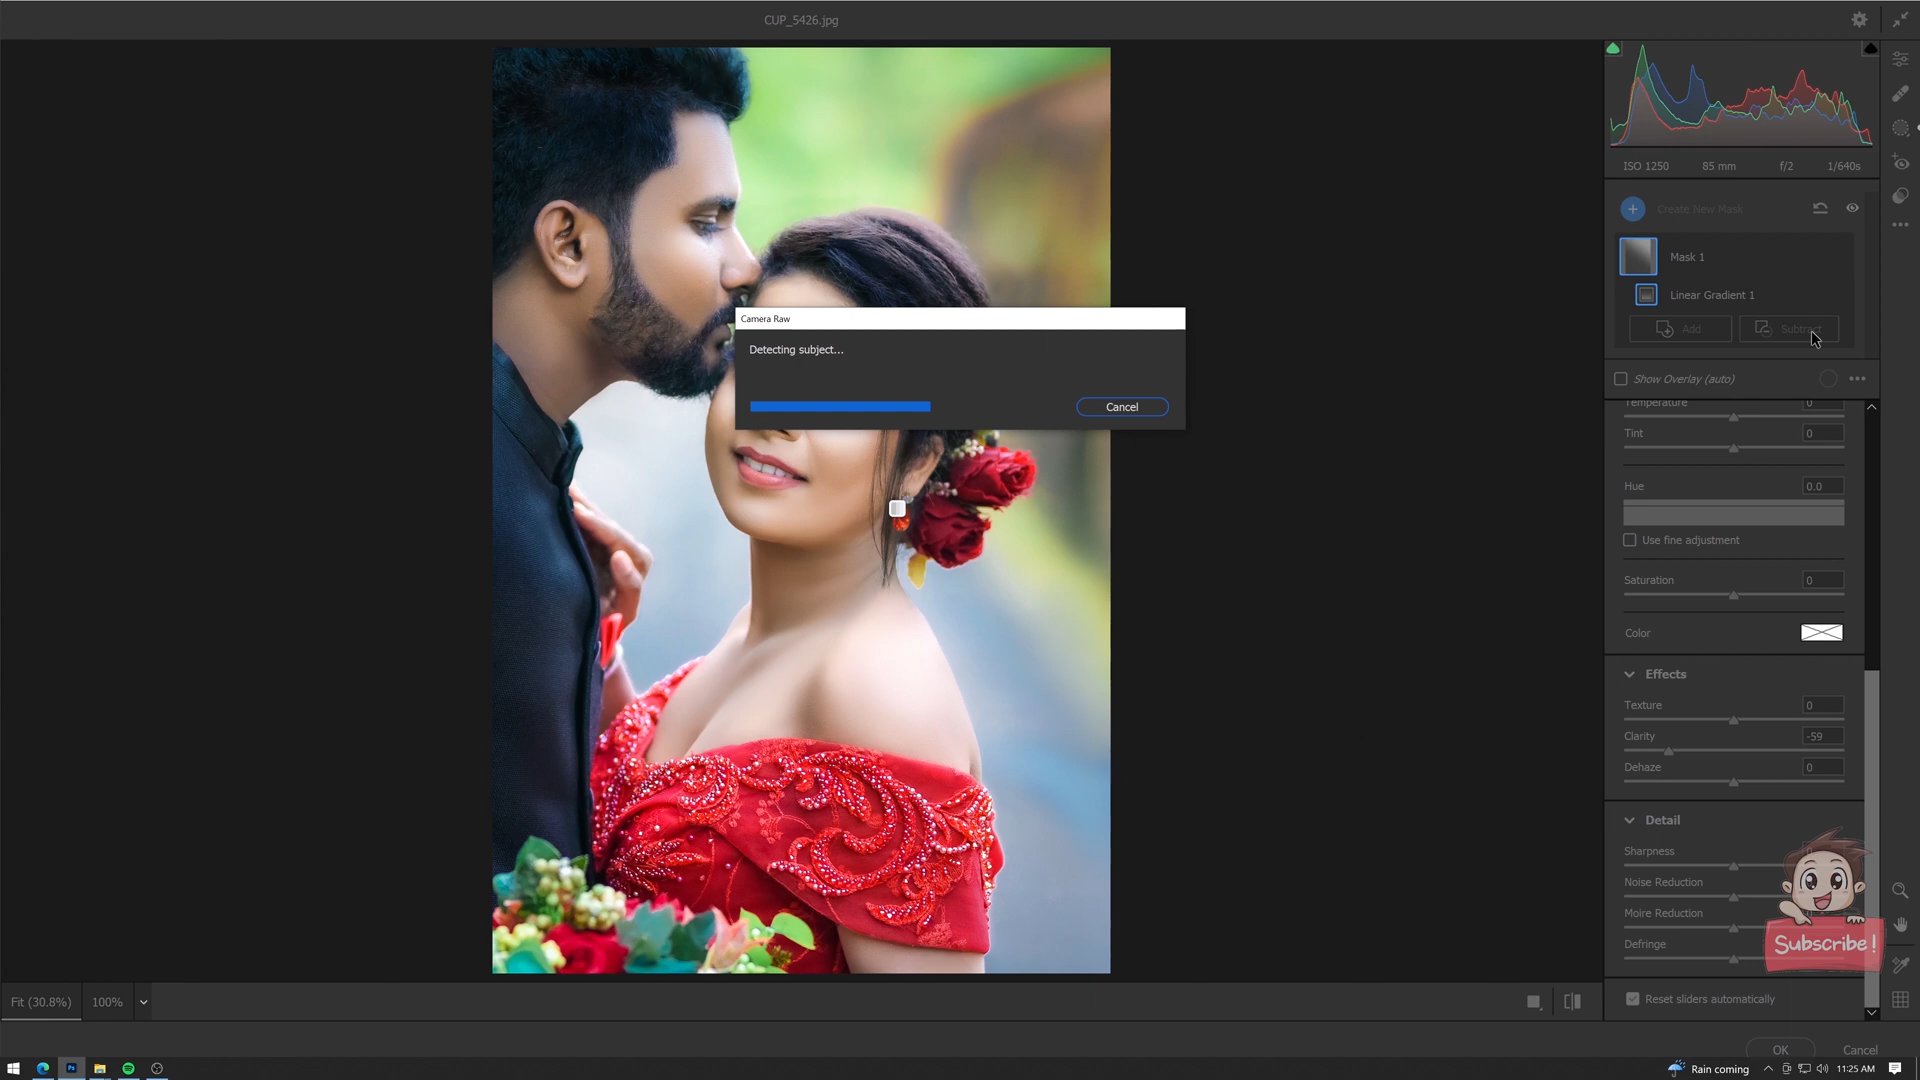 CUP_5426.jpg
ISO 1250 85 mm f/2 1/640s
Create New Mask
Mask 1
Linear Gradient 1
Add Subtract
Show Overlay (auto)
Camera Raw
Detecting subject...
Cancel
Temperature 0
Tint 0
Hue 0.0
Use fine adjustment
Saturation 0
Color
Effects
Texture 0
Clarity -59
Dehaze 0
Detail
Sharpness
Noise Reduction
Moire Reduction
Defringe
Subscribe!
Reset sliders automatically
Fit (30.8%) 100%
OK Cancel
Ps
Rain coming 11:25 AM